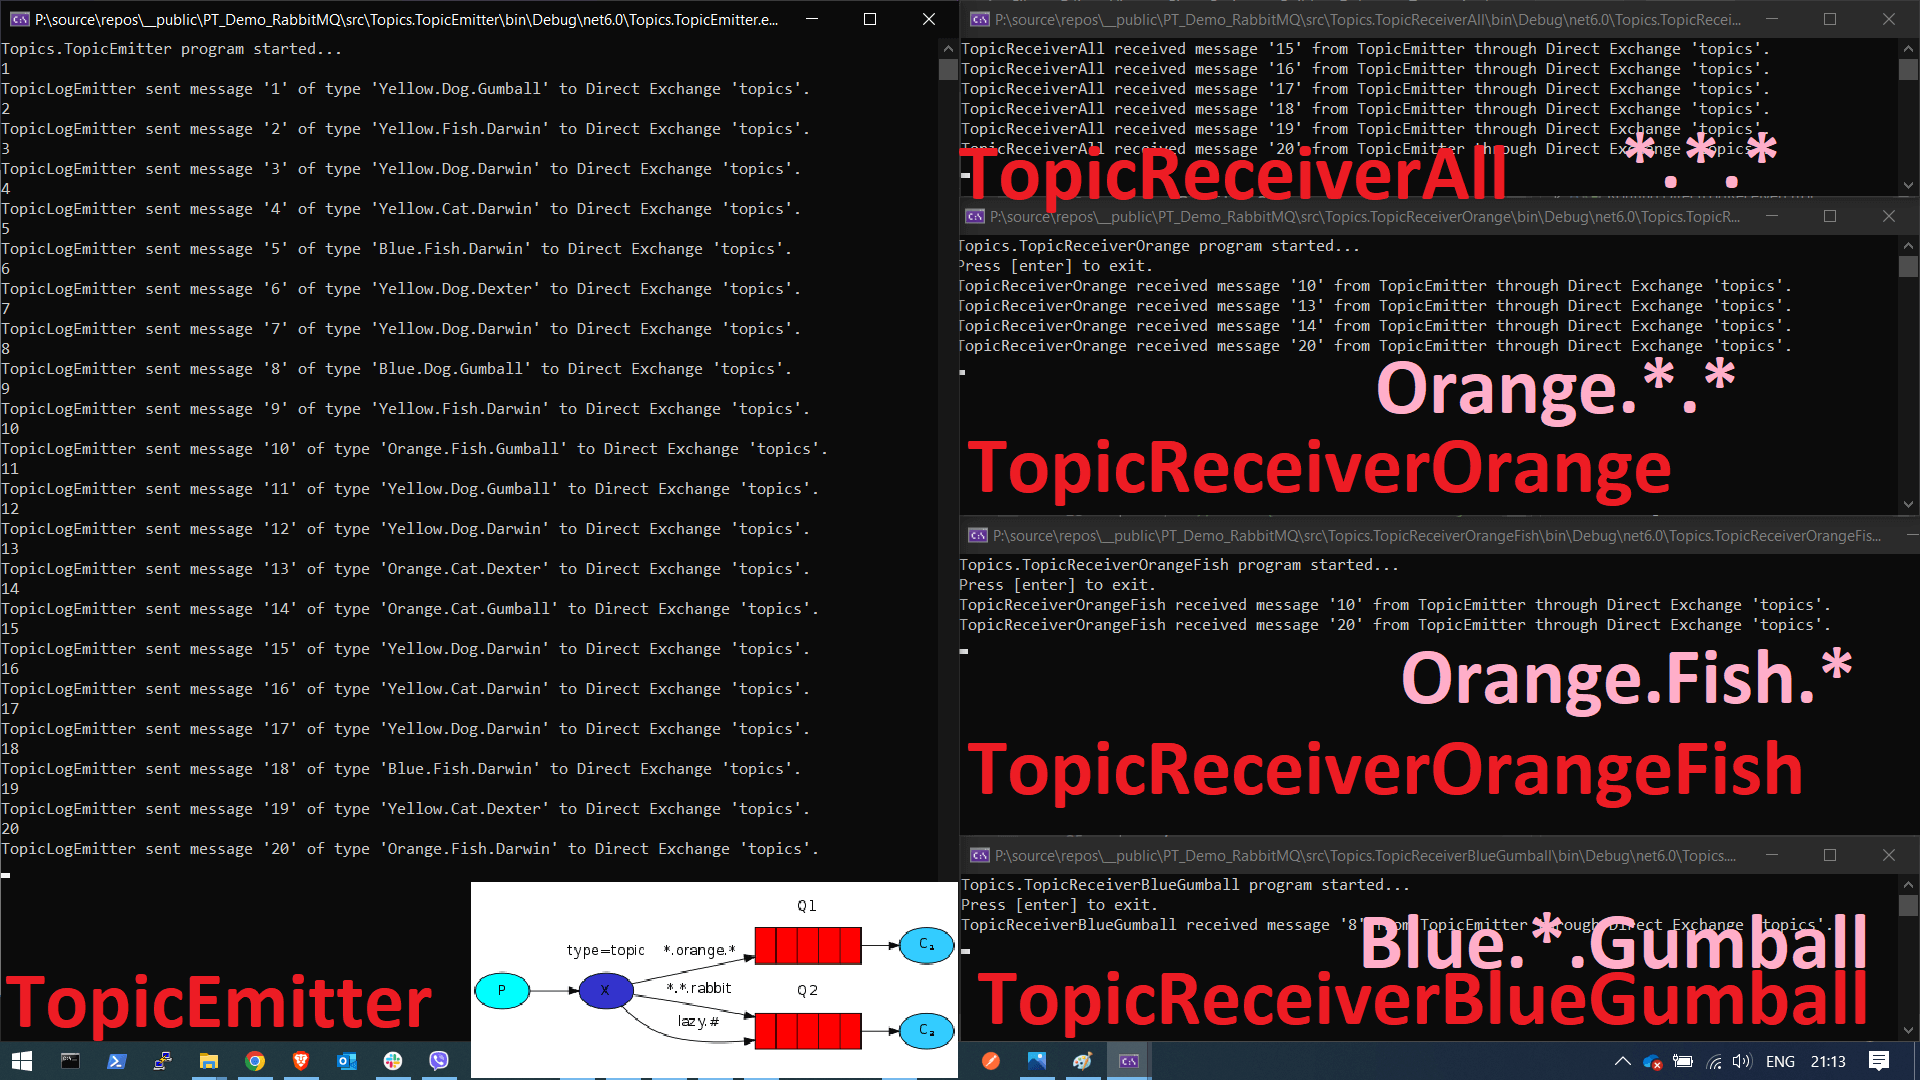 P:\source\repos\__public\PT_Demo_RabbitMQ\src\Topics.TopicEmitter\bin\Debug\net6.0\Topics.TopicEmitter.e...
Topics.TopicEmitter program started...
1
TopicLogEmitter sent message '1' of type 'Yellow.Dog.Gumball' to Direct Exchange 'topics'.
2
TopicLogEmitter sent message '2' of type 'Yellow.Fish.Darwin' to Direct Exchange 'topics'.
3
TopicLogEmitter sent message '3' of type 'Yellow.Dog.Darwin' to Direct Exchange 'topics'.
4
TopicLogEmitter sent message '4' of type 'Yellow.Cat.Darwin' to Direct Exchange 'topics'.
5
TopicLogEmitter sent message '5' of type 'Blue.Fish.Darwin' to Direct Exchange 'topics'.
6
TopicLogEmitter sent message '6' of type 'Yellow.Dog.Dexter' to Direct Exchange 'topics'.
7
TopicLogEmitter sent message '7' of type 'Yellow.Dog.Darwin' to Direct Exchange 'topics'.
8
TopicLogEmitter sent message '8' of type 'Blue.Dog.Gumball' to Direct Exchange 'topics'.
9
TopicLogEmitter sent message '9' of type 'Yellow.Fish.Darwin' to Direct Exchange 'topics'.
10
TopicLogEmitter sent message '10' of type 'Orange.Fish.Gumball' to Direct Exchange 'topics'.
11
TopicLogEmitter sent message '11' of type 'Yellow.Dog.Gumball' to Direct Exchange 'topics'.
12
TopicLogEmitter sent message '12' of type 'Yellow.Dog.Darwin' to Direct Exchange 'topics'.
13
TopicLogEmitter sent message '13' of type 'Orange.Cat.Dexter' to Direct Exchange 'topics'.
14
TopicLogEmitter sent message '14' of type 'Orange.Cat.Gumball' to Direct Exchange 'topics'.
15
TopicLogEmitter sent message '15' of type 'Yellow.Dog.Darwin' to Direct Exchange 'topics'.
16
TopicLogEmitter sent message '16' of type 'Yellow.Cat.Darwin' to Direct Exchange 'topics'.
17
TopicLogEmitter sent message '17' of type 'Yellow.Dog.Darwin' to Direct Exchange 'topics'.
18
TopicLogEmitter sent message '18' of type 'Blue.Fish.Darwin' to Direct Exchange 'topics'.
19
TopicLogEmitter sent message '19' of type 'Yellow.Cat.Dexter' to Direct Exchange 'topics'.
20
TopicLogEmitter sent message '20' of type 'Orange.Fish.Darwin' to Direct Exchange 'topics'.
TopicEmitter
Q1
type=topic *.orange.*
C1
P
X
*.*.rabbit
Q2
lazy.#
C2
P:\source\repos\__public\PT_Demo_RabbitMQ\src\Topics.TopicReceiverAll\bin\Debug\net6.0\Topics.TopicRecei...
TopicReceiverAll received message '15' from TopicEmitter through Direct Exchange 'topics'.
TopicReceiverAll received message '16' from TopicEmitter through Direct Exchange 'topics'.
TopicReceiverAll received message '17' from TopicEmitter through Direct Exchange 'topics'.
TopicReceiverAll received message '18' from TopicEmitter through Direct Exchange 'topics'.
TopicReceiverAll received message '19' from TopicEmitter through Direct Exchange 'topics'.
TopicReceiverAll received message '20' from TopicEmitter through Direct Exchange 'topics'.
TopicReceiverAll *.*.*
P:\source\repos\__public\PT_Demo_RabbitMQ\src\Topics.TopicReceiverOrange\bin\Debug\net6.0\Topics.TopicR...
Topics.TopicReceiverOrange program started...
Press [enter] to exit.
TopicReceiverOrange received message '10' from TopicEmitter through Direct Exchange 'topics'.
TopicReceiverOrange received message '13' from TopicEmitter through Direct Exchange 'topics'.
TopicReceiverOrange received message '14' from TopicEmitter through Direct Exchange 'topics'.
TopicReceiverOrange received message '20' from TopicEmitter through Direct Exchange 'topics'.
Orange.*.*
TopicReceiverOrange
P:\source\repos\__public\PT_Demo_RabbitMQ\src\Topics.TopicReceiverOrangeFish\bin\Debug\net6.0\Topics.TopicReceiverOrangeFis...
Topics.TopicReceiverOrangeFish program started...
Press [enter] to exit.
TopicReceiverOrangeFish received message '10' from TopicEmitter through Direct Exchange 'topics'.
TopicReceiverOrangeFish received message '20' from TopicEmitter through Direct Exchange 'topics'.
Orange.Fish.*
TopicReceiverOrangeFish
P:\source\repos\__public\PT_Demo_RabbitMQ\src\Topics.TopicReceiverBlueGumball\bin\Debug\net6.0\Topics....
Topics.TopicReceiverBlueGumball program started...
Press [enter] to exit.
TopicReceiverBlueGumball received message '8' from TopicEmitter through Direct Exchange 'topics'.
Blue.*.Gumball
TopicReceiverBlueGumball
ENG 21:13